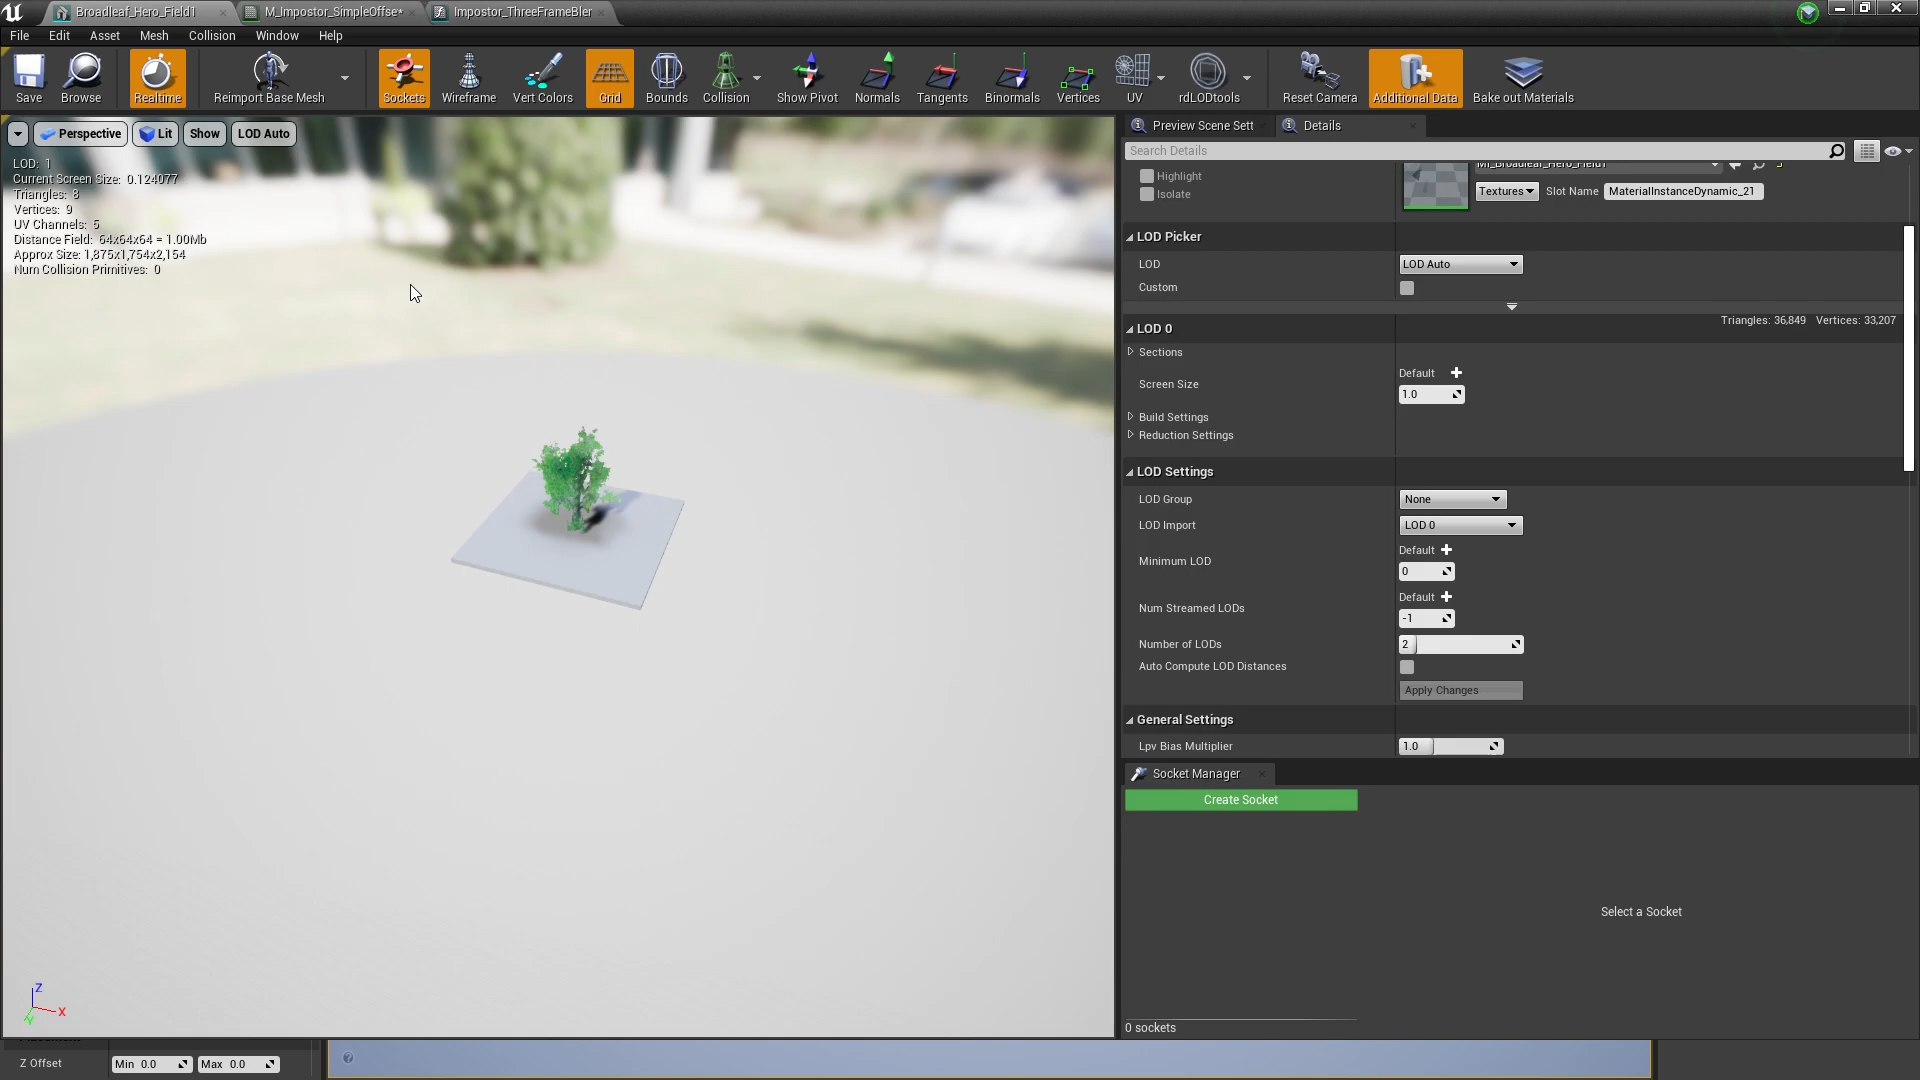 Broadleaf_Hero_Field1
M_Impostor_SimpleOffse*
Impostor_ThreeFrameBler
File Edit Asset Mesh Collision Window Help
Save
Browse
Realtime
Reimport Base Mesh
Sockets
Wireframe
Vert Colors
Grid
Bounds
Collision
Show Pivot
Normals
Tangents
Binormals
Vertices
UV
rdLODtools
Reset Camera
Additional Data
Bake out Materials
Perspective
Lit
Show
LOD Auto
LOD: 1
Current Screen Size: 0.124077
Triangles: 8
Vertices: 9
UV Channels: 5
Distance Field: 64x64x64 = 1.00Mb
Approx Size: 1,875x1,754x2,154
Num Collision Primitives: 0
Z
X
Y
Preview Scene Sett
Details
Search Details
MI_Broadleaf_Hero_Field1
Highlight
Isolate
Textures
Slot Name
MaterialInstanceDynamic_21
LOD Picker
LOD
LOD Auto
Custom
LOD 0
Triangles: 36,849 Vertices: 33,207
Sections
Screen Size
Default
1.0
Build Settings
Reduction Settings
LOD Settings
LOD Group
None
LOD Import
LOD 0
Minimum LOD
Default
0
Num Streamed LODs
Default
-1
Number of LODs
2
Auto Compute LOD Distances
Apply Changes
General Settings
Lpv Bias Multiplier
1.0
Socket Manager
Create Socket
Select a Socket
0 sockets
Z Offset
Min 0.0
Max 0.0